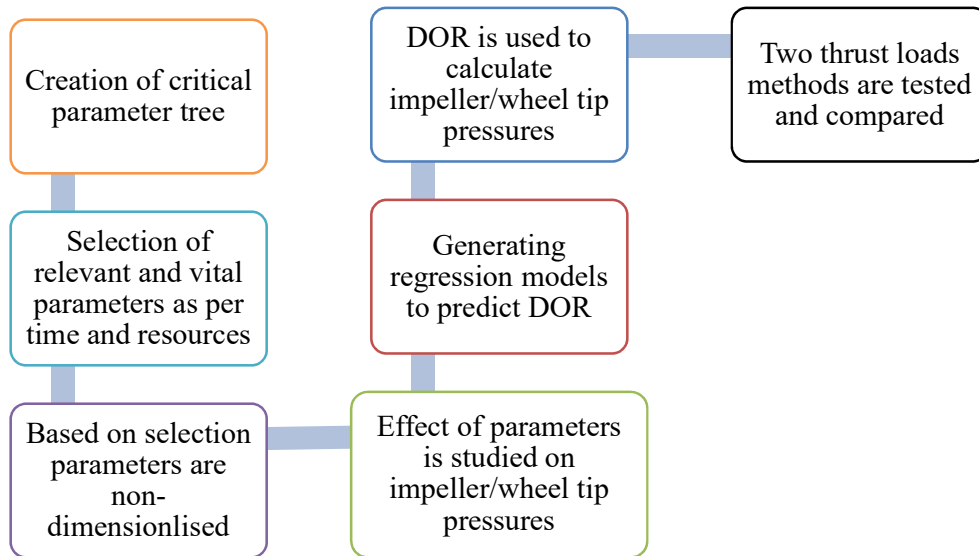 Creation of critical
parameter tree
Selection of
relevant and vital
parameters as per
time and resources
Based on selection
parameters are
non-
dimensionlised
Effect of parameters
is studied on
impeller/wheel tip
pressures
Generating
regression models
to predict DOR
DOR is used to
calculate
impeller/wheel tip
pressures
Two thrust loads
methods are tested
and compared